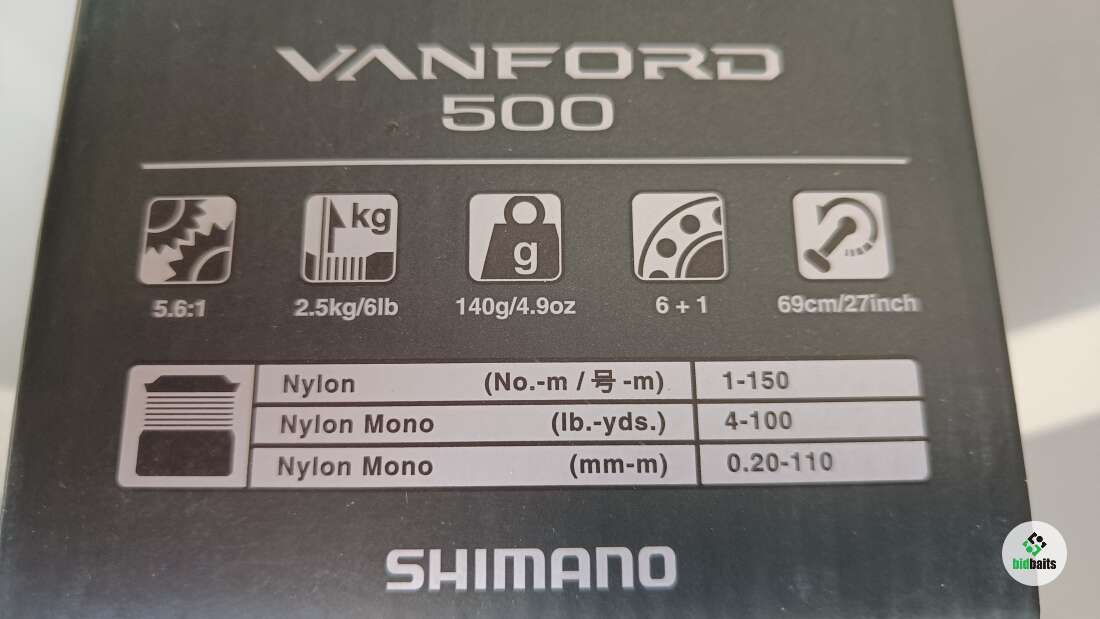 VANFORD
500
kg
g
5.6:1 2.5kg/6lb 140g/4.9oz 6 + 1 69cm/27inch
Nylon (No.-m / 号 -m) 1-150
Nylon Mono (lb.-yds.) 4-100
Nylon Mono (mm-m) 0.20-110
SHIMANO
bidbaits